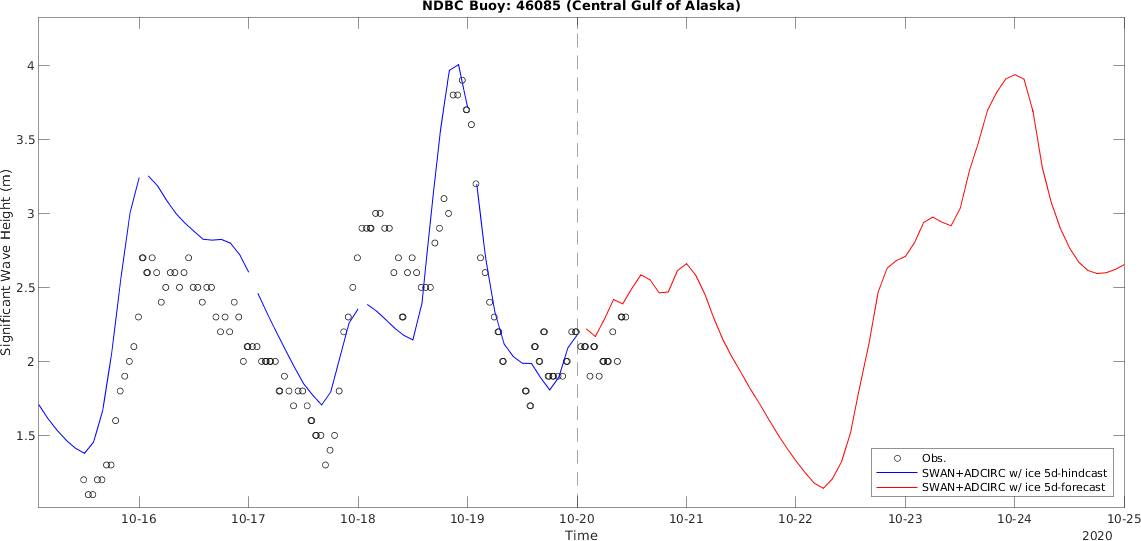 NDBC Buoy: 46085 (Central Gulf of Alaska)
Significant Wave Height (m)
4
3.5
3
2.5
2
1.5
Obs.
SWAN+ADCIRC w/ ice 5d-hindcast
SWAN+ADCIRC w/ ice 5d-forecast
10-16 10-17 10-18 10-19 10-20 10-21 10-22 10-23 10-24 10-25
Time
2020